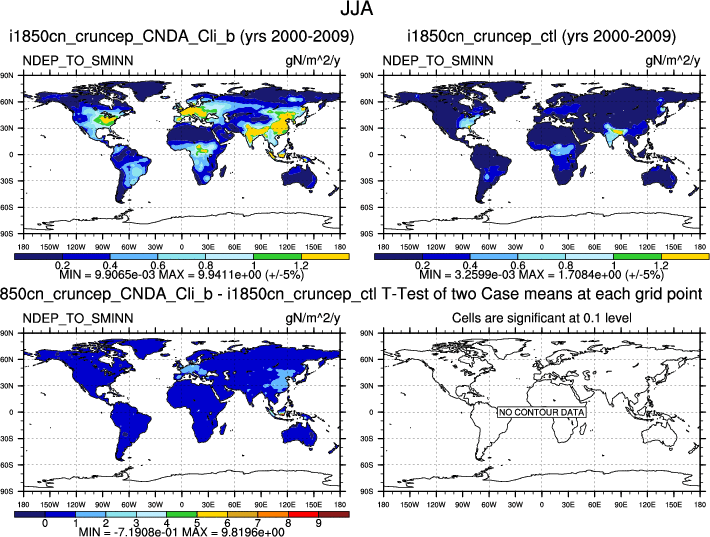 JJA
i1850cn_cruncep_CNDA_Cli_b (yrs 2000-2009)
NDEP_TO_SMINN gN/m^2/y
90N
60N
30N
0
30S
60S
90S
180 150W 120W 90W 60W 30W 0 30E 60E 90E 120E 150E 180
0.2 0.4 0.6 0.8 1 1.2
MIN = 9.9065e-03 MAX = 9.9411e+00 (+/-5%)
i1850cn_cruncep_ctl (yrs 2000-2009)
NDEP_TO_SMINN gN/m^2/y
90N
60N
30N
0
30S
60S
90S
180 150W 120W 90W 60W 30W 0 30E 60E 90E 120E 150E 180
0.2 0.4 0.6 0.8 1 1.2
MIN = 3.2599e-03 MAX = 1.7084e+00 (+/-5%)
850cn_cruncep_CNDA_Cli_b - i1850cn_cruncep_ctl
NDEP_TO_SMINN gN/m^2/y
90N
60N
30N
0
30S
60S
90S
180 150W 120W 90W 60W 30W 0 30E 60E 90E 120E 150E 180
0 1 2 3 4 5 6 7 8 9
MIN = -7.1908e-01 MAX = 9.8196e+00
T-Test of two Case means at each grid point
Cells are significant at 0.1 level
90N
60N
30N
0
30S
60S
90S
NO CONTOUR DATA
180 150W 120W 90W 60W 30W 0 30E 60E 90E 120E 150E 180